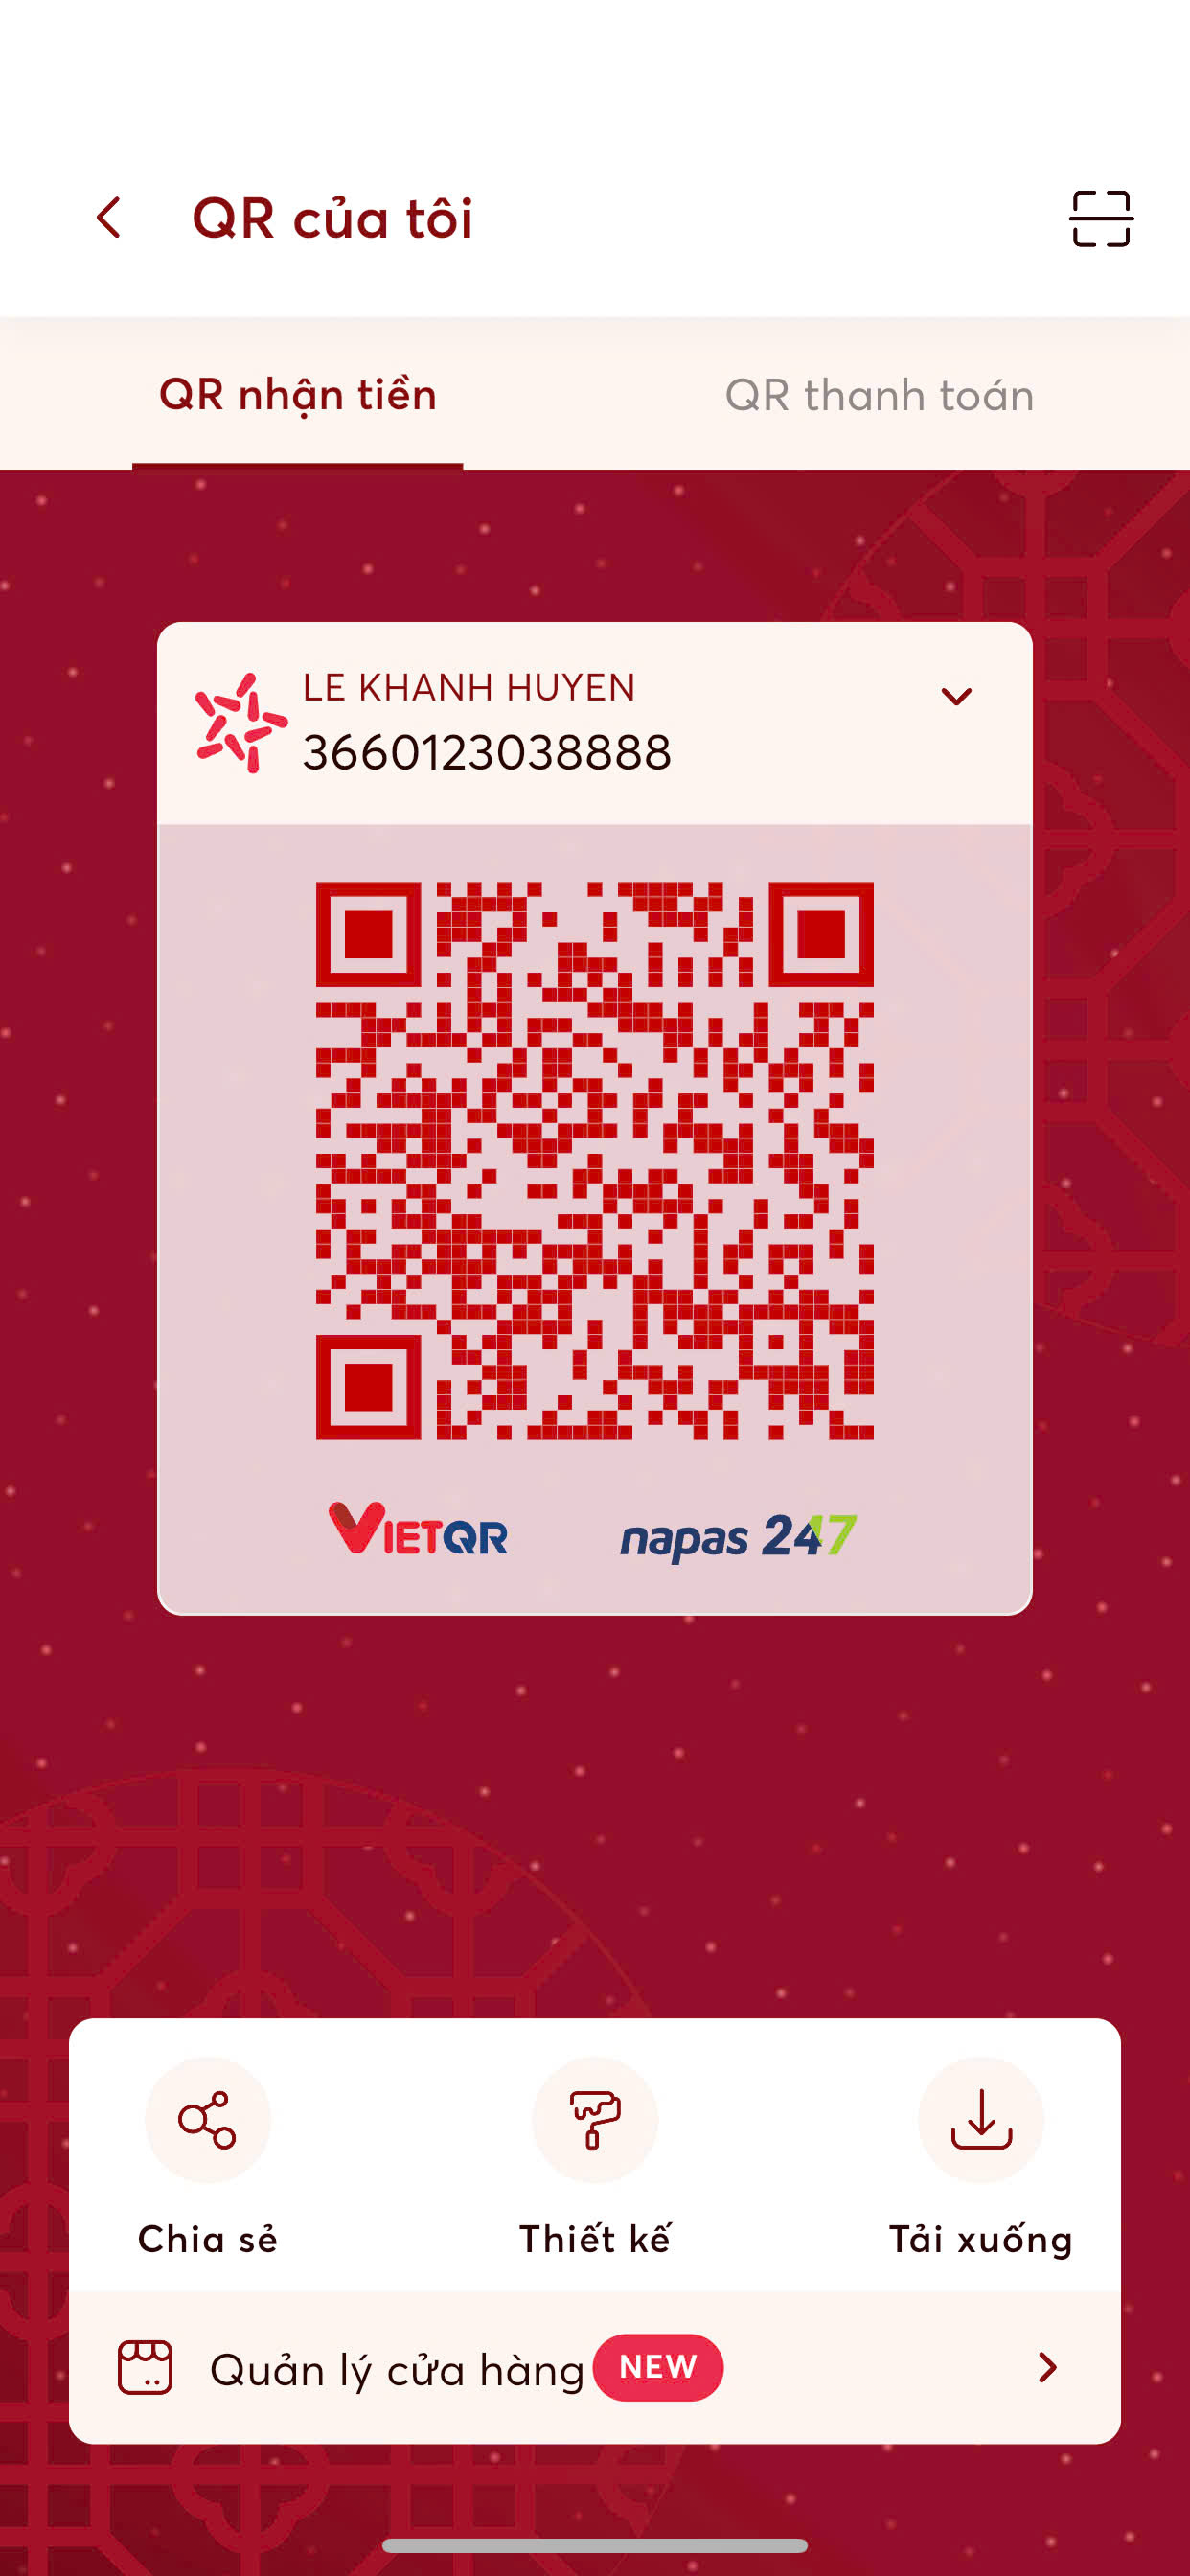 QR của tôi
QR nhận tiền
QR thanh toán
LE KHANH HUYEN
3660123038888
VIETQR
napas 247
Chia sẻ
Thiết kế
Tải xuống
Quản lý cửa hàng NEW